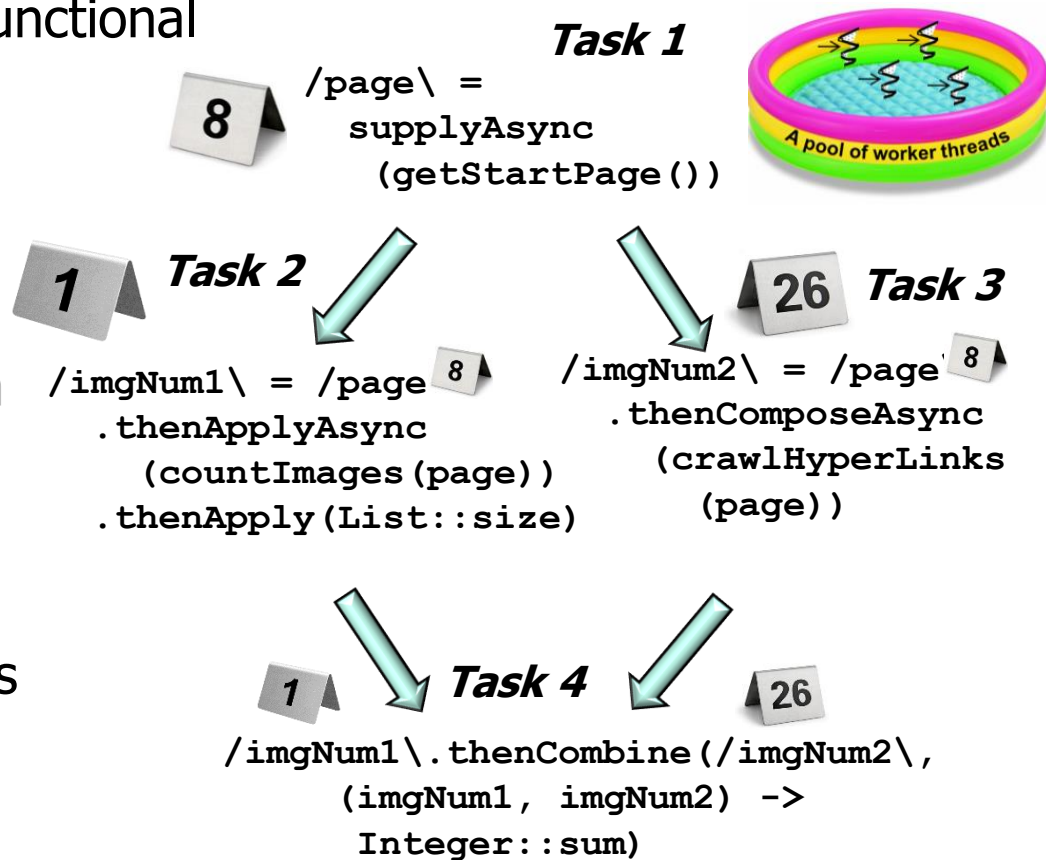 unctional
Task 1
8
/page\ =
supplyAsync
(getStartPage())
A pool of worker threads
1
Task 2
26
Task 3
/imgNum1\ = /page 8
.thenApplyAsync
(countImages(page))
.thenApply(List::size)
/imgNum2\ = /page 8
.thenComposeAsync
(crawlHyperLinks
(page))
s
1
Task 4
26
/imgNum1\.thenCombine(/imgNum2\,
(imgNum1, imgNum2) ->
Integer::sum)